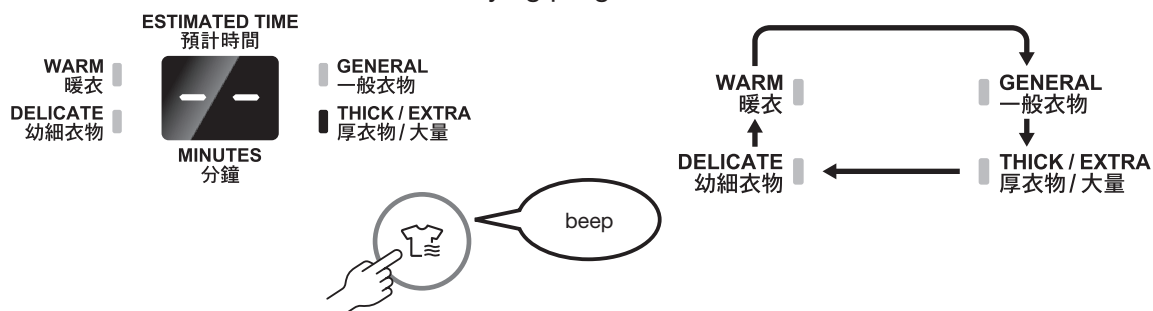 ESTIMATED TIME
預計時間
WARM
暖衣
DELICATE
幼細衣物
– –
GENERAL
一般衣物
THICK / EXTRA
厚衣物 / 大量
MINUTES
分鐘
beep
WARM
暖衣
GENERAL
一般衣物
DELICATE
幼細衣物
THICK / EXTRA
厚衣物 / 大量